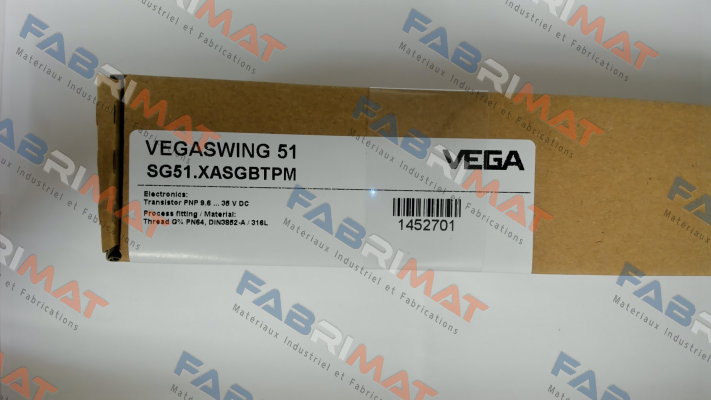 VEGASWING 51
SG51.XASGBTPM
VEGA
Electronics:
Transistor PNP 9.6 ... 35 V DC
Process fitting / Material:
Thread G¾ PN64, DIN3852-A / 316L
1452701
FABRIMAT
Matériaux Industriel et Fabrications